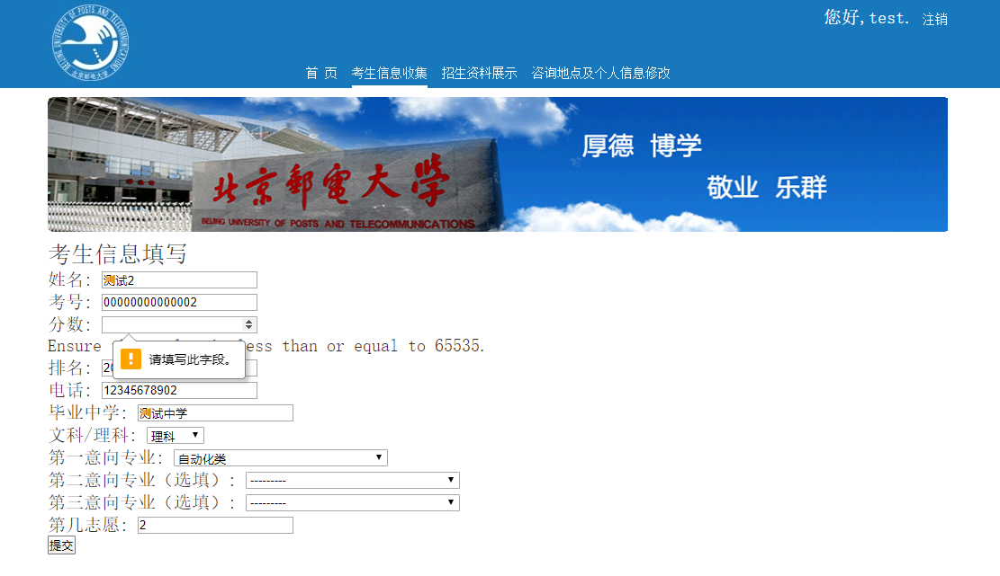 您好,test. 注销
BEIJING UNIVERSITY OF POSTS AND TELECOMMUNICATIONS
北京邮电大学
首 页 考生信息收集 招生资料展示 咨询地点及个人信息修改
厚德 博学
敬业 乐群
北京郵電大学
BEIJING UNIVERSITY OF POSTS AND TELECOMMUNICATIONS
考生信息填写
姓名: 测试2
考号: 00000000000002
分数:
Ensure less than or equal to 65535.
请填写此字段。
排名: 20
电话: 12345678902
毕业中学: 测试中学
文科/理科: 理科
第一意向专业: 自动化类
第二意向专业（选填）: ---------
第三意向专业（选填）: ---------
第几志愿: 2
提交